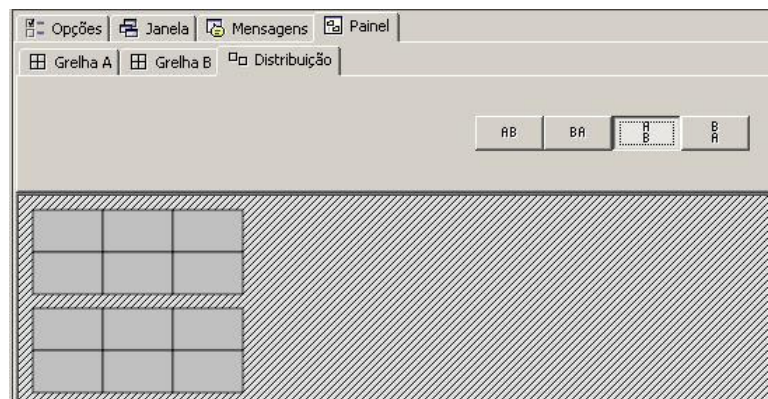 Opções Janela Mensagens Painel
Grelha A Grelha B Distribuição
AB BA A B
B A